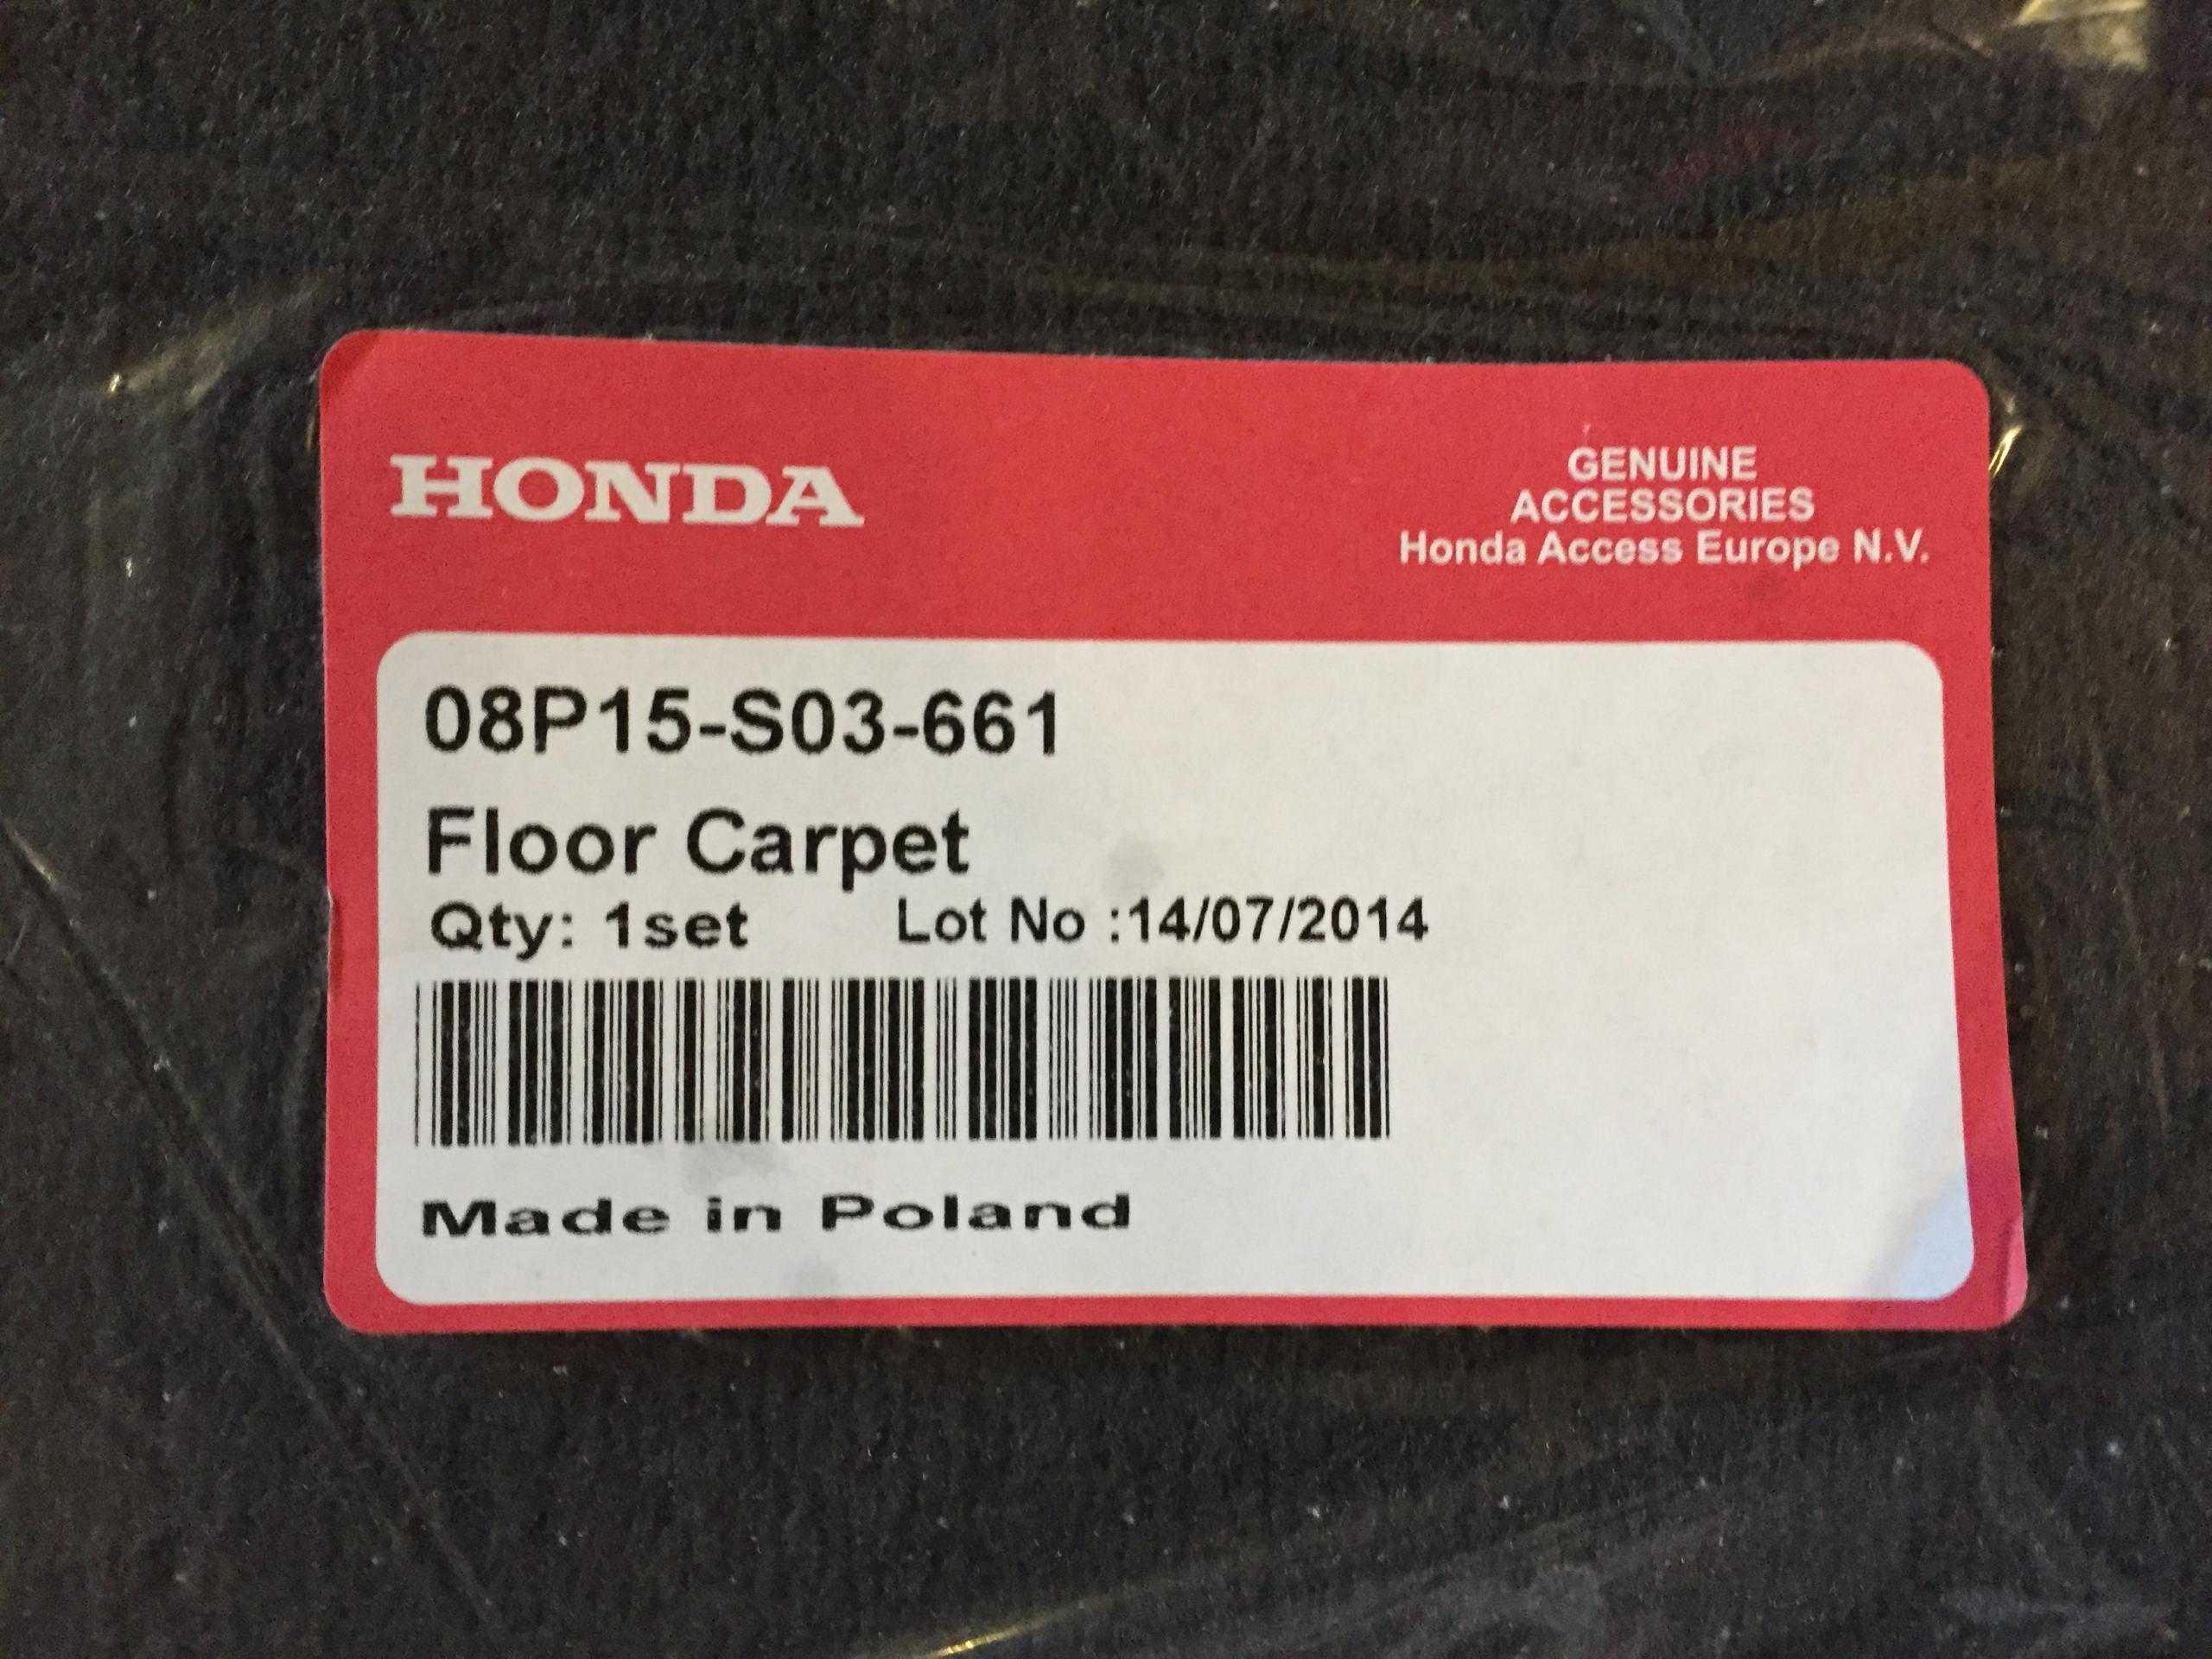 HONDA
GENUINE
ACCESSORIES
Honda Access Europe N.V.
08P15-S03-661
Floor Carpet
Qty: 1set Lot No :14/07/2014
Made in Poland